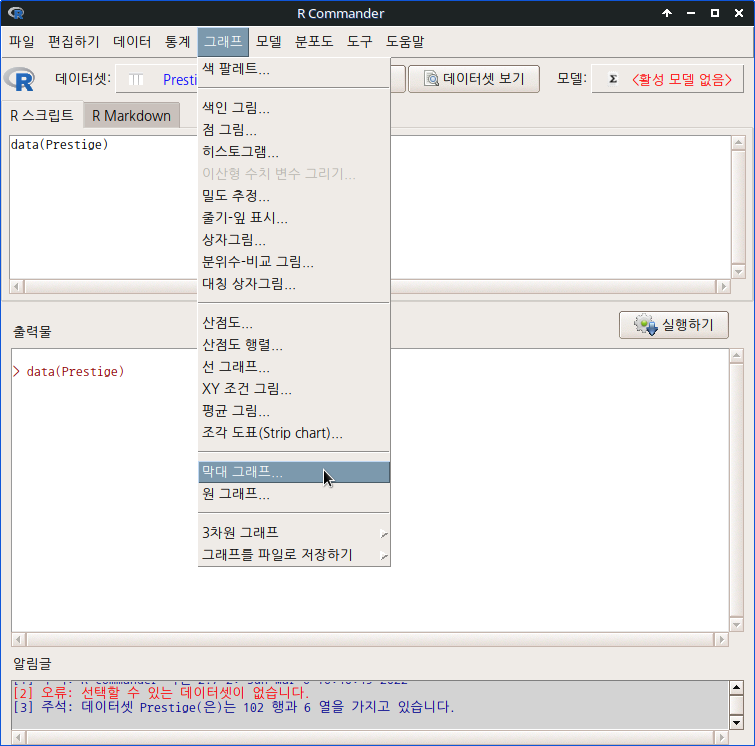 R Commander
파일 편집하기 데이터 통계 그래프 모델 분포도 도구 도움말
데이터셋: Presti 데이터셋 보기 모델: Σ <활성 모델 없음>
R 스크립트 R Markdown
data(Prestige)
색 팔레트...
색인 그림...
점 그림...
히스토그램...
이산형 수치 변수 그리기...
밀도 추정...
줄기-잎 표시...
상자그림...
분위수-비교 그림...
대칭 상자그림...
산점도...
산점도 행렬...
선 그래프...
XY 조건 그림...
평균 그림...
조각 도표(Strip chart)...
막대 그래프...
원 그래프...
3차원 그래프
그래프를 파일로 저장하기
출력물 실행하기
> data(Prestige)
알림글
[2] 오류: 선택할 수 있는 데이터셋이 없습니다.
[3] 주석: 데이터셋 Prestige(은)는 102 행과 6 열을 가지고 있습니다.